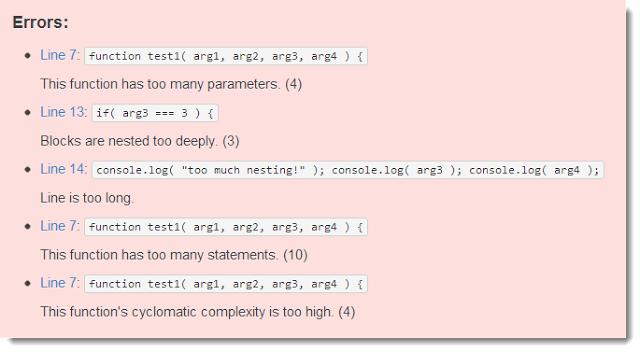 Errors:
Line 7: function test1( arg1, arg2, arg3, arg4 ) {
This function has too many parameters. (4)
Line 13: if( arg3 === 3 ) {
Blocks are nested too deeply. (3)
Line 14: console.log( "too much nesting!" ); console.log( arg3 ); console.log( arg4 );
Line is too long.
Line 7: function test1( arg1, arg2, arg3, arg4 ) {
This function has too many statements. (10)
Line 7: function test1( arg1, arg2, arg3, arg4 ) {
This function's cyclomatic complexity is too high. (4)